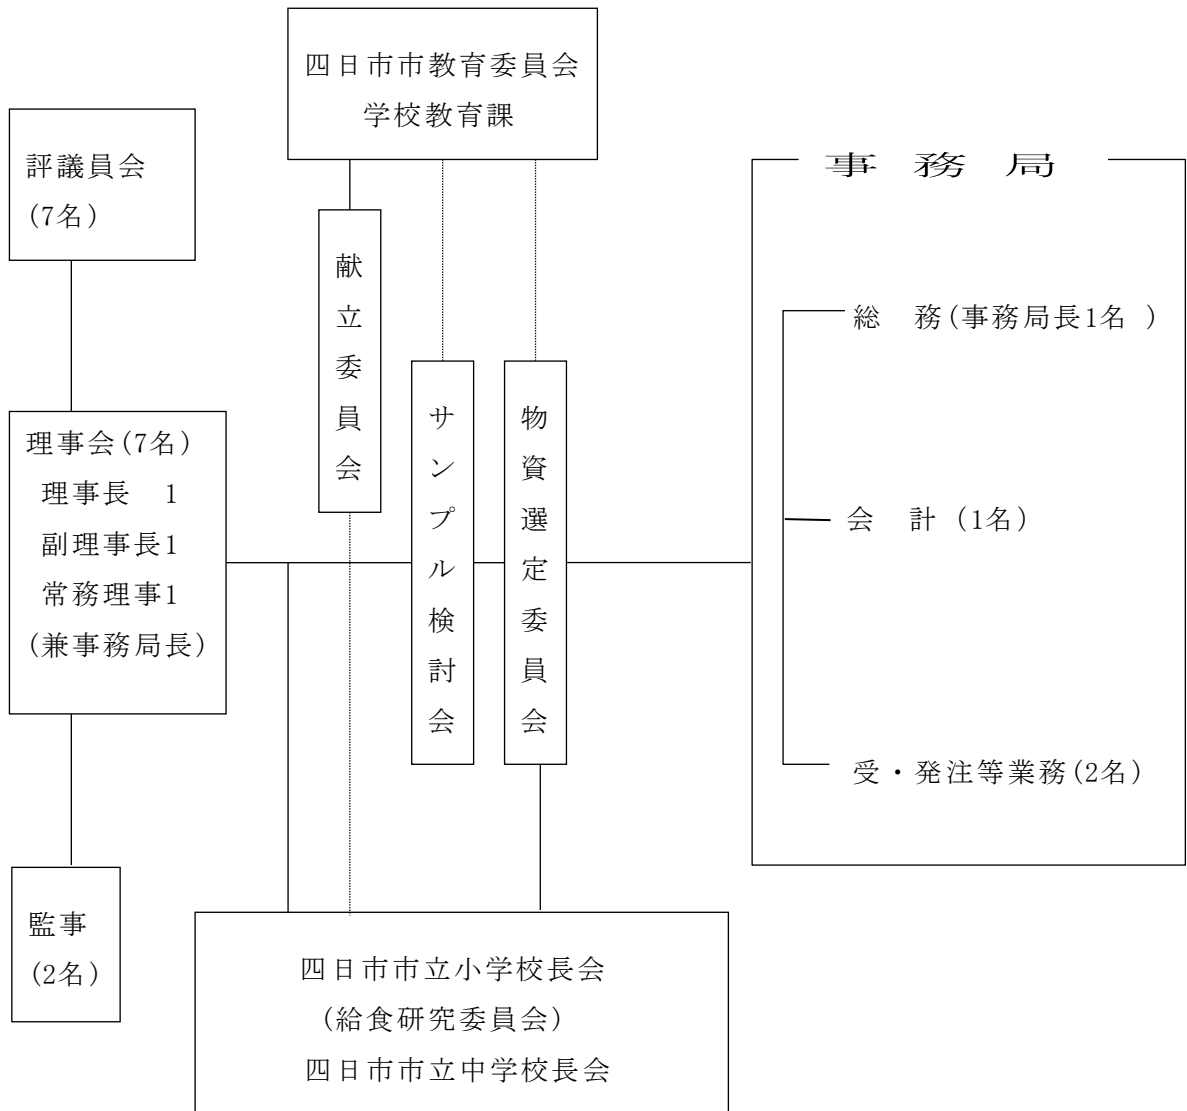 四日市市教育委員会
学校教育課
評議員会
(7名)
事務局
献立委員会
総　務(事務局長1名 )
サンプル検討会
物資選定委員会
理事会(7名)
理事長　1
副理事長1
常務理事1
(兼事務局長)
会　計 (1名)
受・発注等業務(2名)
監事
(2名)
四日市市立小学校長会
(給食研究委員会)
四日市市立中学校長会